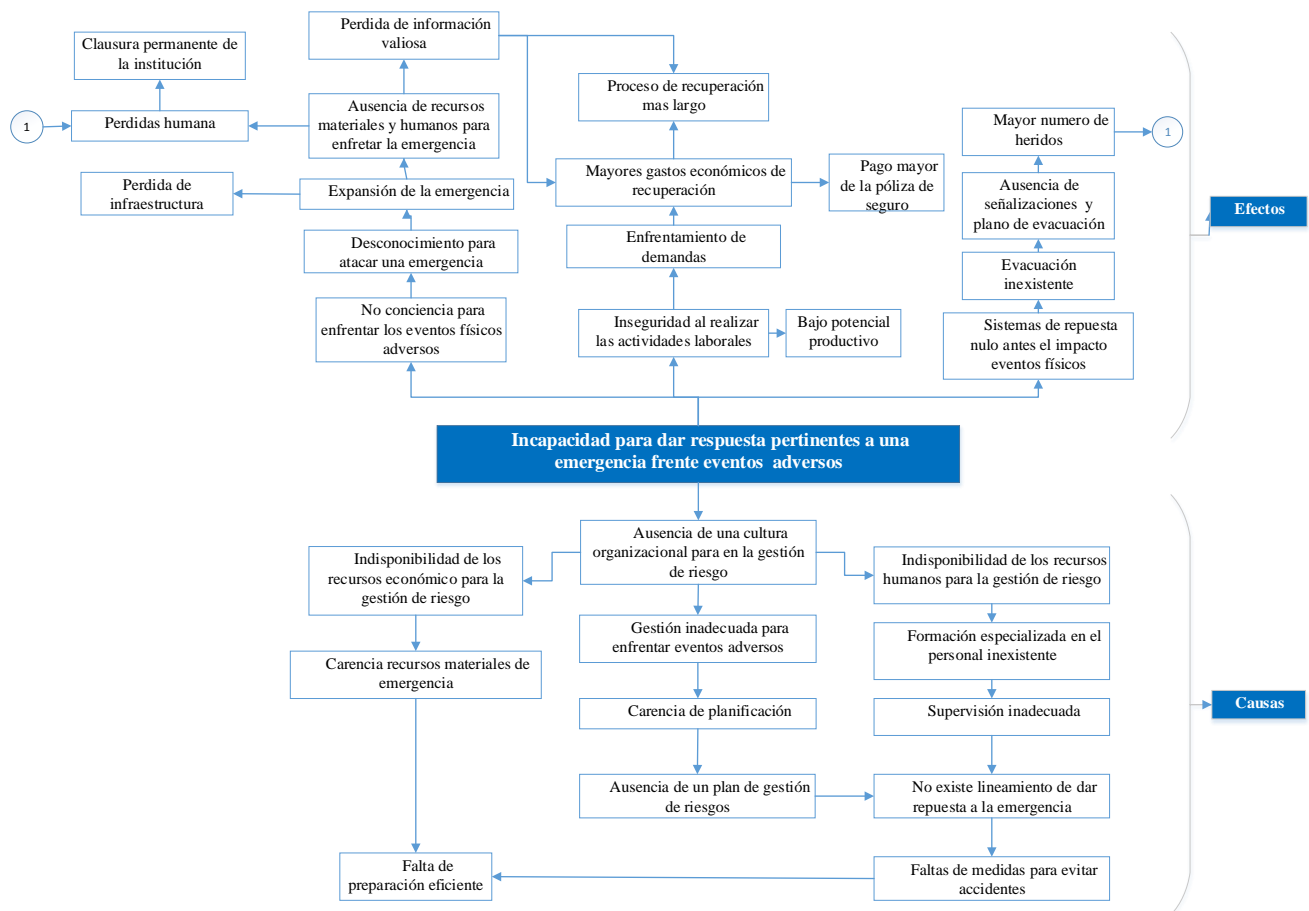 Clausura permanente de
la institución
Perdida de información
valiosa
Proceso de recuperación
mas largo
1
Perdidas humana
Ausencia de recursos
materiales y humanos para
enfretar la emergencia
Mayor numero de
heridos
1
Perdida de
infraestructura
Expansión de la emergencia
Mayores gastos económicos de
recuperación
Pago mayor
de la póliza de
seguro
Ausencia de
señalizaciones y
plano de evacuación
Efectos
Desconocimiento para
atacar una emergencia
Enfrentamiento de
demandas
Evacuación
inexistente
No conciencia para
enfrentar los eventos físicos
adversos
Inseguridad al realizar
las actividades laborales
Bajo potencial
productivo
Sistemas de repuesta
nulo antes el impacto
eventos físicos
Incapacidad para dar respuesta pertinentes a una
emergencia frente eventos adversos
Ausencia de una cultura
organizacional para en la gestión
de riesgo
Indisponibilidad de los
recursos económico para la
gestión de riesgo
Indisponibilidad de los recursos
humanos para la gestión de riesgo
Gestión inadecuada para
enfrentar eventos adversos
Formación especializada en el
personal inexistente
Carencia recursos materiales de
emergencia
Carencia de planificación
Supervisión inadecuada
Causas
Ausencia de un plan de gestión
de riesgos
No existe lineamiento de dar
repuesta a la emergencia
Falta de
preparación eficiente
Faltas de medidas para evitar
accidentes